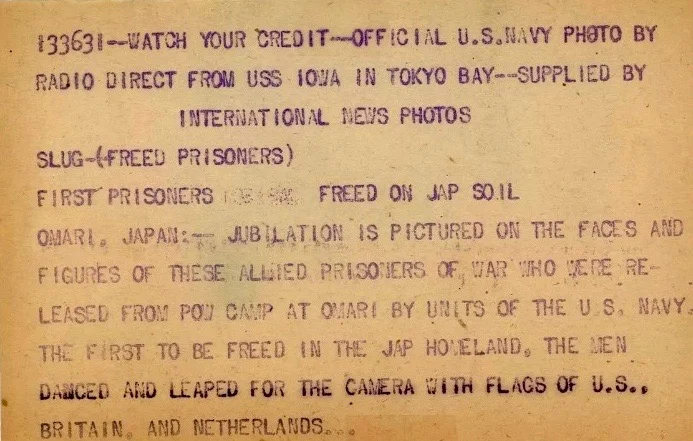 133631--WATCH YOUR CREDIT--OFFICIAL U.S.NAVY PHOTO BY
RADIO DIRECT FROM USS IOWA IN TOKYO BAY--SUPPLIED BY
INTERNATIONAL NEWS PHOTOS
SLUG-(FREED PRISONERS)
FIRST PRISONERS FREED ON JAP SOIL
OMARI, JAPAN:-- JUBILATION IS PICTURED ON THE FACES AND
FIGURES OF THESE ALLIED PRISONERS OF WAR WHO WERE RE-
LEASED FROM POW CAMP AT OMARI BY UNITS OF THE U.S. NAVY.
THE FIRST TO BE FREED IN THE JAP HOMELAND, THE MEN
DANCED AND LEAPED FOR THE CAMERA WITH FLAGS OF U.S.,
BRITAIN, AND NETHERLANDS...